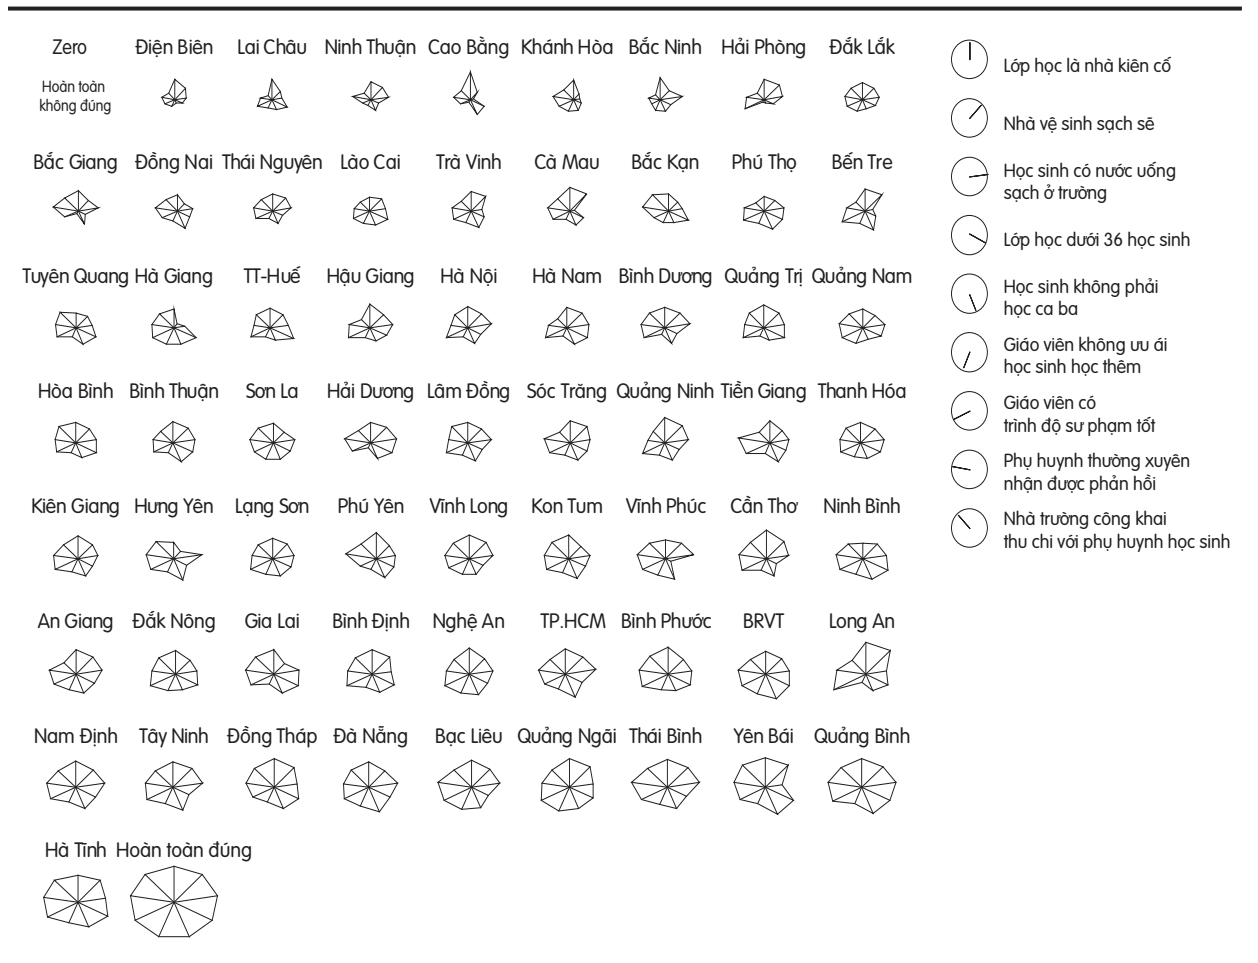 Zero Điện Biên Lai Châu Ninh Thuận Cao Bằng Khánh Hòa Bắc Ninh Hải Phòng Đắk Lắk
Hoàn toàn
không đúng
Bắc Giang Đồng Nai Thái Nguyên Lào Cai Trà Vinh Cà Mau Bắc Kạn Phú Thọ Bến Tre
Tuyên Quang Hà Giang TT-Huế Hậu Giang Hà Nội Hà Nam Bình Dương Quảng Trị Quảng Nam
Hòa Bình Bình Thuận Sơn La Hải Dương Lâm Đồng Sóc Trăng Quảng Ninh Tiền Giang Thanh Hóa
Kiên Giang Hưng Yên Lạng Sơn Phú Yên Vĩnh Long Kon Tum Vĩnh Phúc Cần Thơ Ninh Bình
An Giang Đắk Nông Gia Lai Bình Định Nghệ An TP.HCM Bình Phước BRVT Long An
Nam Định Tây Ninh Đồng Tháp Đà Nẵng Bạc Liêu Quảng Ngãi Thái Bình Yên Bái Quảng Bình
Hà Tĩnh Hoàn toàn đúng
Lớp học là nhà kiên cố
Nhà vệ sinh sạch sẽ
Học sinh có nước uống
sạch ở trường
Lớp học dưới 36 học sinh
Học sinh không phải
học ca ba
Giáo viên không ưu ái
học sinh học thêm
Giáo viên có
trình độ sư phạm tốt
Phụ huynh thường xuyên
nhận được phản hồi
Nhà trường công khai
thu chi với phụ huynh học sinh